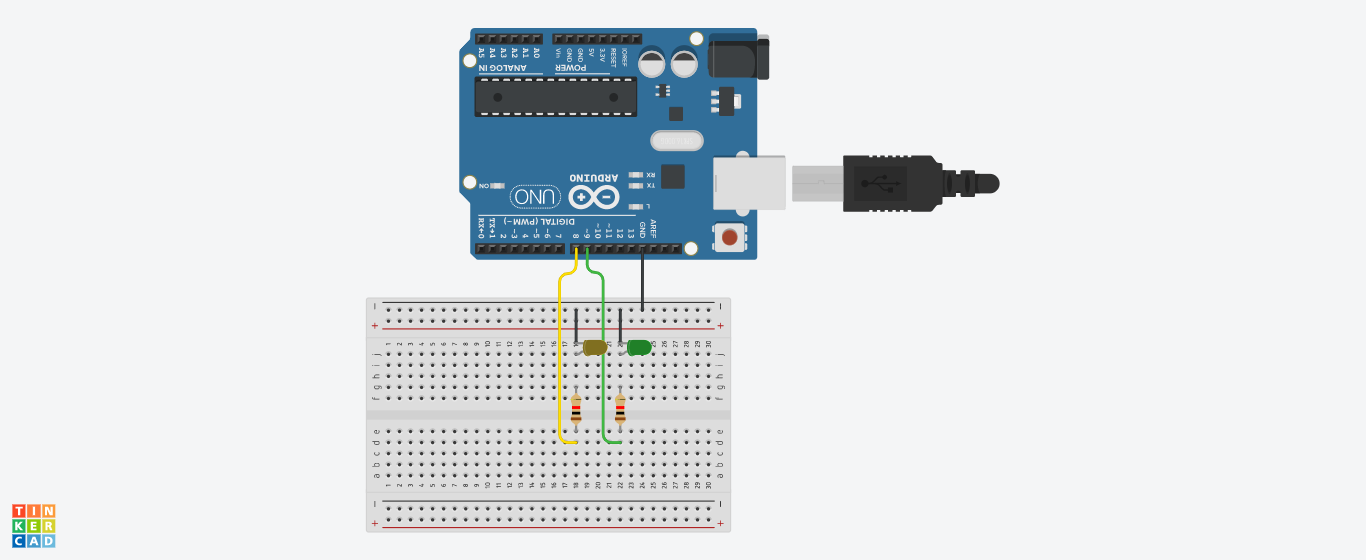 A5 A4 A3 A2 A1 A0
Vin GND GND 5V 3.3V RESET IOREF
ANALOG IN
POWER
RX
TX
ON
UNO
ARDUINO
L
DIGITAL (PWM~)
RX←0 TX→1 2 ~3 4 ~5 ~6 7 8 ~9 ~10 ~11 12 13 GND AREF
− −
+ +
1 2 3 4 5 6 7 8 9 10 11 12 13 14 15 16 17 20 21 25 26 27 28 29 30
j j
i i
h h
g g
f f
e e
d d
c c
b b
a a
1 2 3 4 5 6 7 8 9 10 11 12 13 14 15 16 17 18 19 20 21 22 23 24 25 26 27 28 29 30
− −
+ +
TIN
KER
CAD